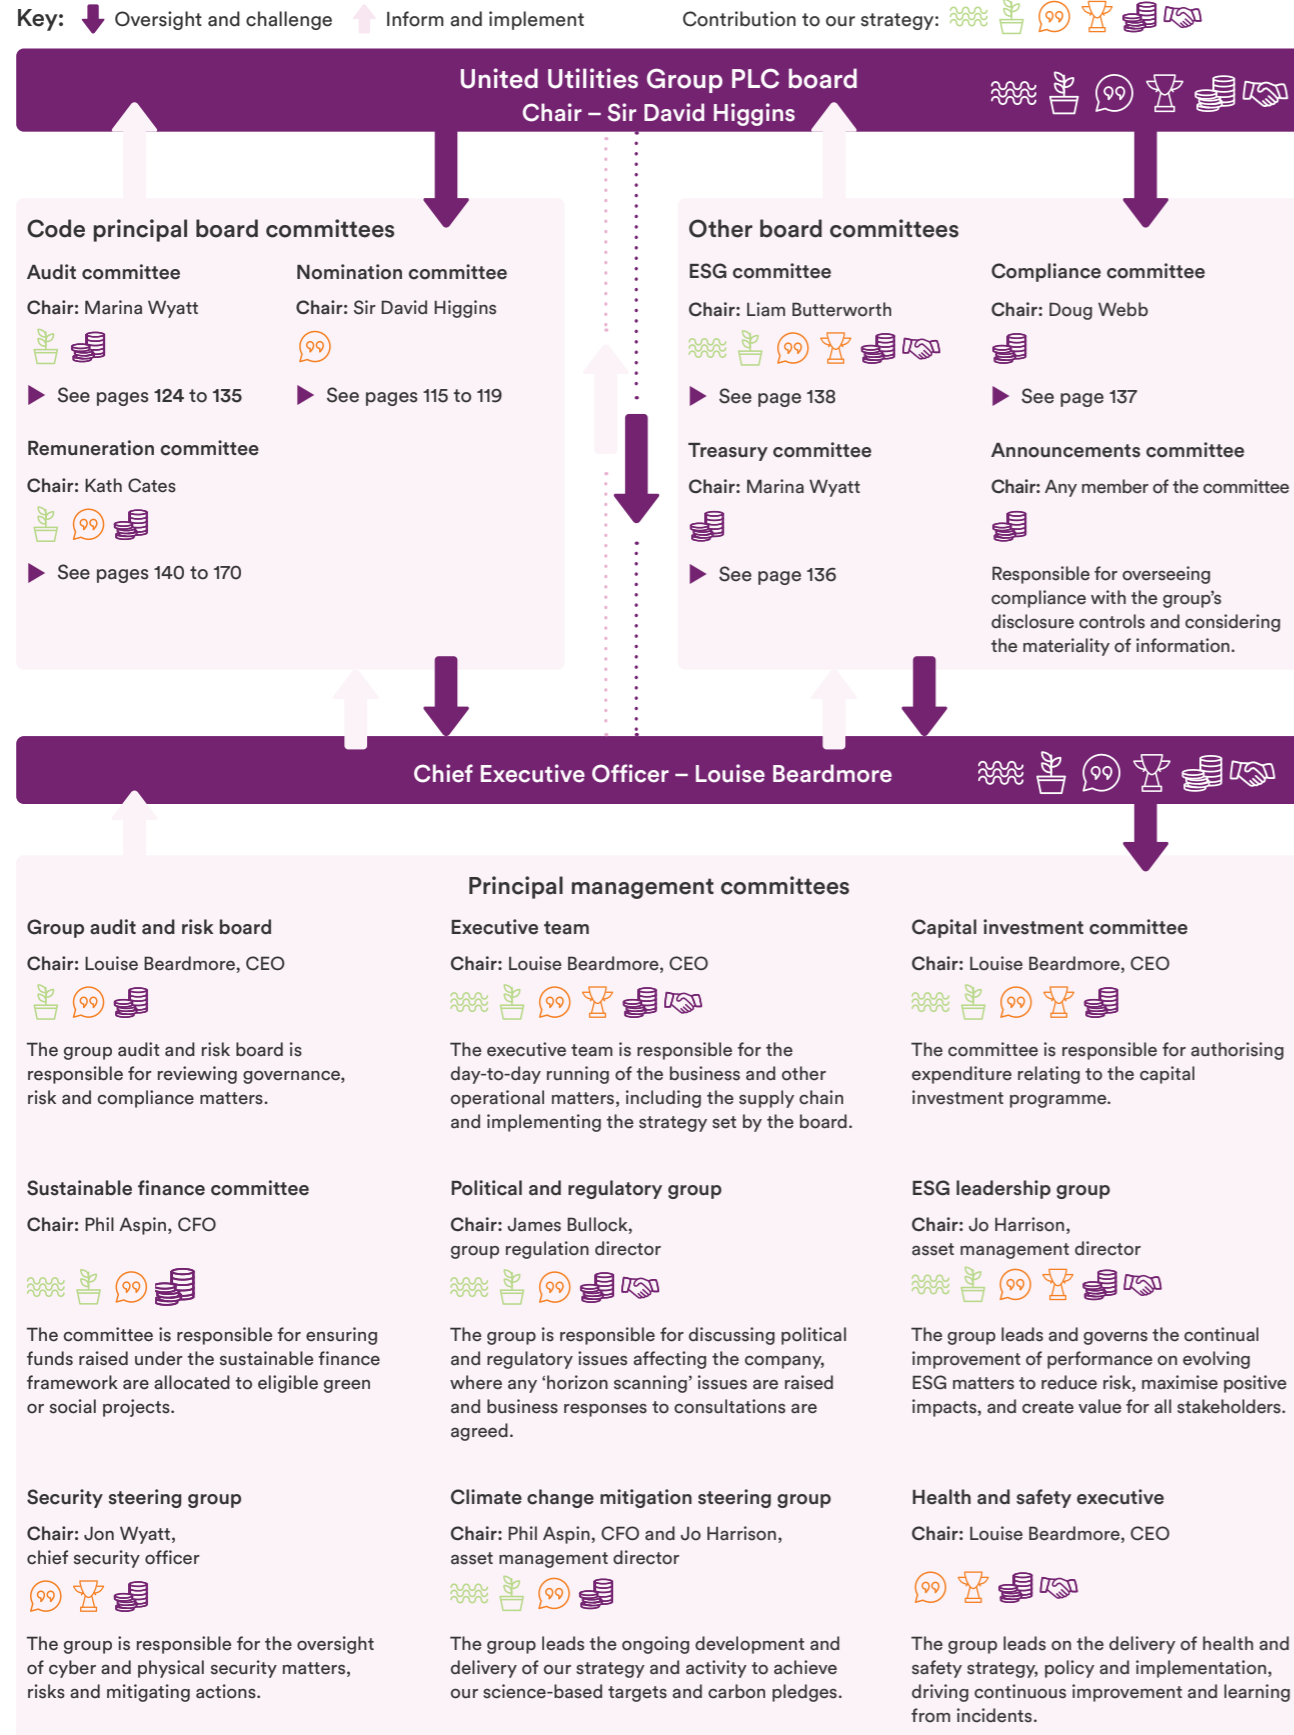 Key: Oversight and challenge Inform and implement Contribution to our strategy:
United Utilities Group PLC board
Chair – Sir David Higgins
Code principal board committees
Audit committee
Chair: Marina Wyatt
See pages 124 to 135
Nomination committee
Chair: Sir David Higgins
See pages 115 to 119
Remuneration committee
Chair: Kath Cates
See pages 140 to 170
Other board committees
ESG committee
Chair: Liam Butterworth
See page 138
Compliance committee
Chair: Doug Webb
See page 137
Treasury committee
Chair: Marina Wyatt
See page 136
Announcements committee
Chair: Any member of the committee
Responsible for overseeing
compliance with the group's
disclosure controls and considering
the materiality of information.
Chief Executive Officer – Louise Beardmore
Principal management committees
Group audit and risk board
Chair: Louise Beardmore, CEO
The group audit and risk board is
responsible for reviewing governance,
risk and compliance matters.
Executive team
Chair: Louise Beardmore, CEO
The executive team is responsible for the
day-to-day running of the business and other
operational matters, including the supply chain
and implementing the strategy set by the board.
Capital investment committee
Chair: Louise Beardmore, CEO
The committee is responsible for authorising
expenditure relating to the capital
investment programme.
Sustainable finance committee
Chair: Phil Aspin, CFO
The committee is responsible for ensuring
funds raised under the sustainable finance
framework are allocated to eligible green
or social projects.
Political and regulatory group
Chair: James Bullock,
group regulation director
The group is responsible for discussing political
and regulatory issues affecting the company,
where any ‘horizon scanning’ issues are raised
and business responses to consultations are
agreed.
ESG leadership group
Chair: Jo Harrison,
asset management director
The group leads and governs the continual
improvement of performance on evolving
ESG matters to reduce risk, maximise positive
impacts, and create value for all stakeholders.
Security steering group
Chair: Jon Wyatt,
chief security officer
The group is responsible for the oversight
of cyber and physical security matters,
risks and mitigating actions.
Climate change mitigation steering group
Chair: Phil Aspin, CFO and Jo Harrison,
asset management director
The group leads the ongoing development and
delivery of our strategy and activity to achieve
our science-based targets and carbon pledges.
Health and safety executive
Chair: Louise Beardmore, CEO
The group leads on the delivery of health and
safety strategy, policy and implementation,
driving continuous improvement and learning
from incidents.